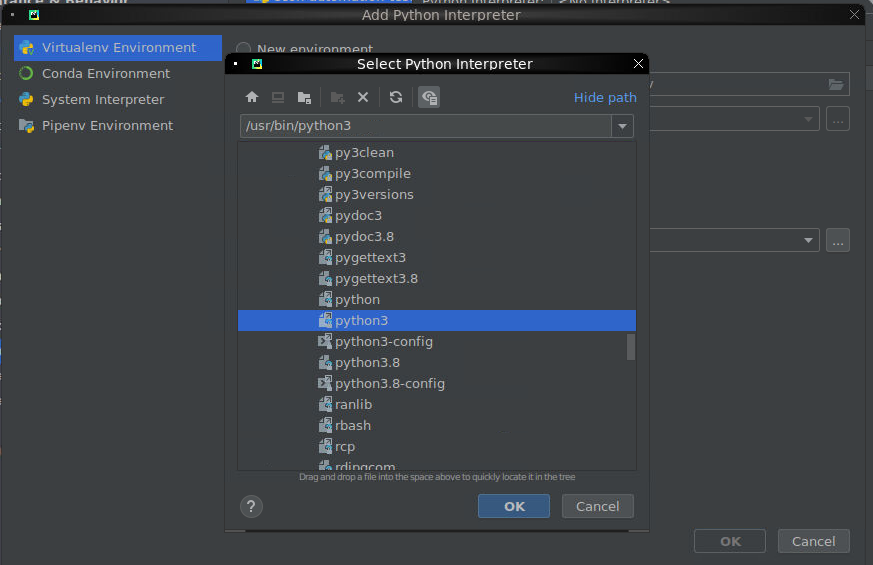 Add Python Interpreter
Virtualenv Environment
New environment
Conda Environment
System Interpreter
Pipenv Environment
Select Python Interpreter
Hide path
/usr/bin/python3
py3clean
py3compile
py3versions
pydoc3
pydoc3.8
pygettext3
pygettext3.8
python
python3
python3-config
python3.8
python3.8-config
ranlib
rbash
rcp
Drag and drop a file into the space above to quickly locate it in the tree
? OK Cancel
...
...
OK Cancel